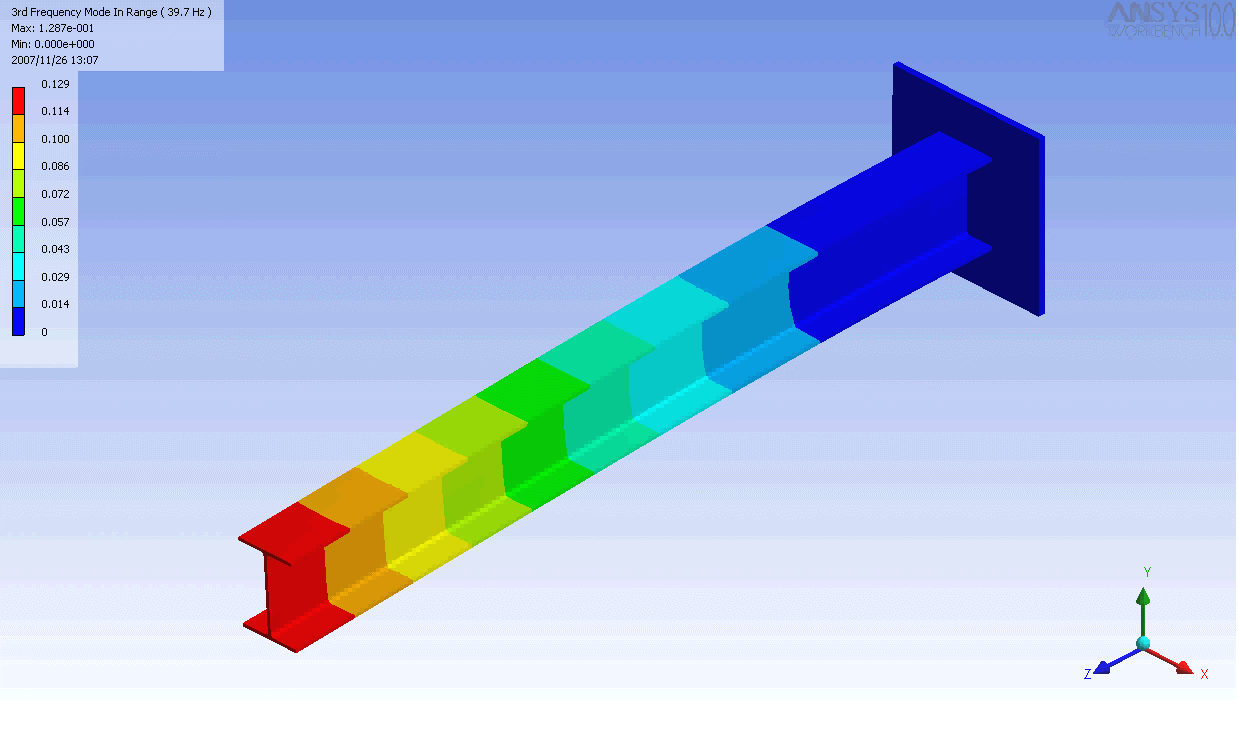 3rd Frequency Mode In Range ( 39.7 Hz )
Max: 1.287e-001
Min: 0.000e+000
2007/11/26 13:07
ANSYS 10.0
WORKBENCH
0.129
0.114
0.100
0.086
0.072
0.057
0.043
0.029
0.014
0
Y
Z
X